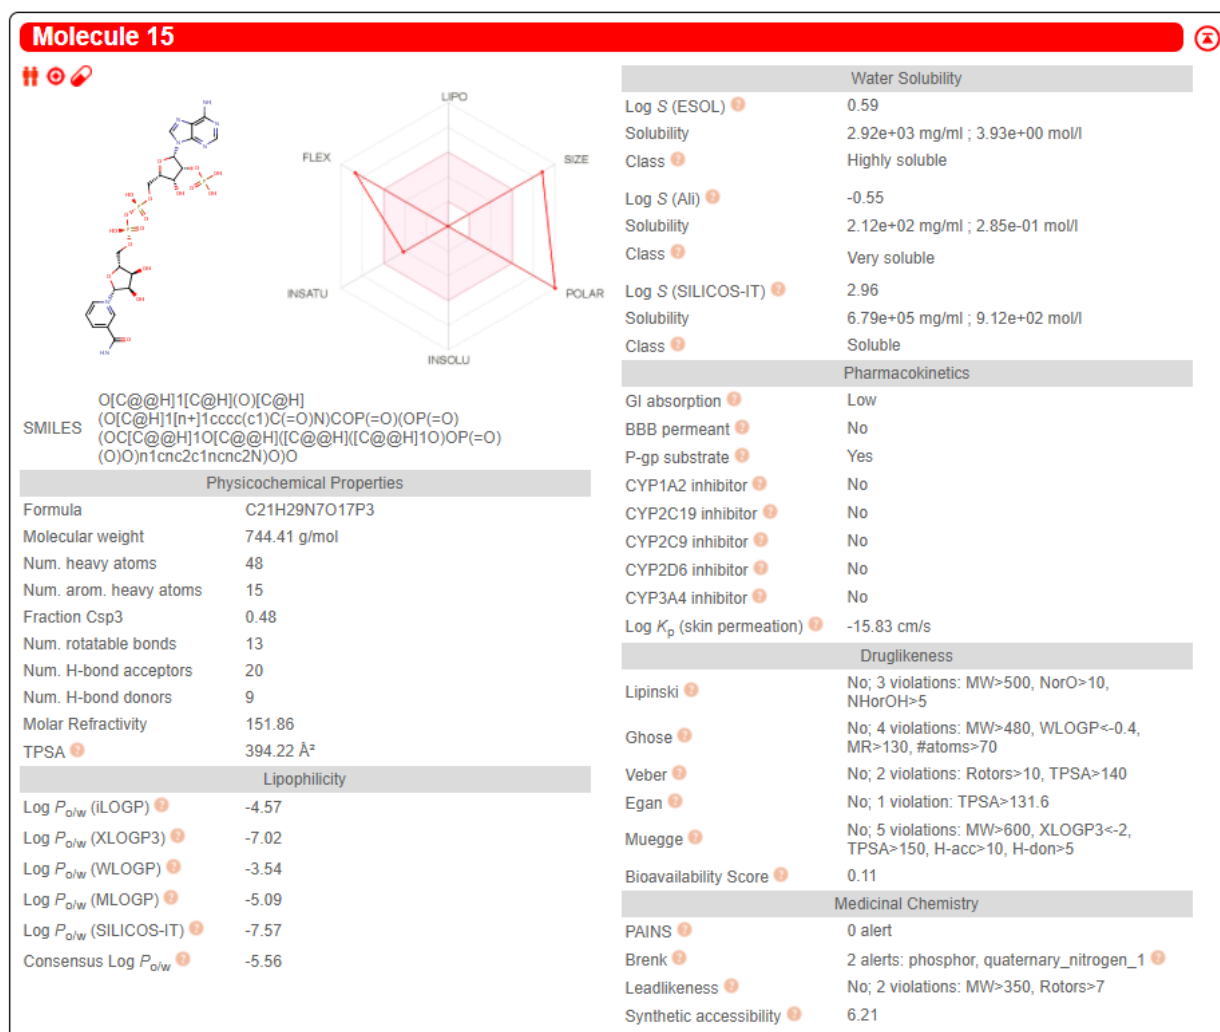 Molecule 15
LIPO
FLEX
SIZE
INSATU
POLAR
INSOLU
SMILES
O[C@@H]1[C@H](O)[C@H]
(O[C@H]1[n+]1cccc(c1)C(=O)N)COP(=O)(OP(=O)
(OC[C@@H]1O[C@@H]([C@@H]([C@@H]1O)OP(=O)
(O)O)n1cnc2c1ncnc2N)O)O
Physicochemical Properties
Formula C21H29N7O17P3
Molecular weight 744.41 g/mol
Num. heavy atoms 48
Num. arom. heavy atoms 15
Fraction Csp3 0.48
Num. rotatable bonds 13
Num. H-bond acceptors 20
Num. H-bond donors 9
Molar Refractivity 151.86
TPSA ? 394.22 Å²
Lipophilicity
Log Po/w (iLOGP) ? -4.57
Log Po/w (XLOGP3) ? -7.02
Log Po/w (WLOGP) ? -3.54
Log Po/w (MLOGP) ? -5.09
Log Po/w (SILICOS-IT) ? -7.57
Consensus Log Po/w ? -5.56
Water Solubility
Log S (ESOL) ? 0.59
Solubility 2.92e+03 mg/ml ; 3.93e+00 mol/l
Class ? Highly soluble
Log S (Ali) ? -0.55
Solubility 2.12e+02 mg/ml ; 2.85e-01 mol/l
Class ? Very soluble
Log S (SILICOS-IT) ? 2.96
Solubility 6.79e+05 mg/ml ; 9.12e+02 mol/l
Class ? Soluble
Pharmacokinetics
GI absorption ? Low
BBB permeant ? No
P-gp substrate ? Yes
CYP1A2 inhibitor ? No
CYP2C19 inhibitor ? No
CYP2C9 inhibitor ? No
CYP2D6 inhibitor ? No
CYP3A4 inhibitor ? No
Log Kp (skin permeation) ? -15.83 cm/s
Druglikeness
Lipinski ? No; 3 violations: MW>500, NorO>10,
NHorOH>5
Ghose ? No; 4 violations: MW>480, WLOGP<-0.4,
MR>130, #atoms>70
Veber ? No; 2 violations: Rotors>10, TPSA>140
Egan ? No; 1 violation: TPSA>131.6
Muegge ? No; 5 violations: MW>600, XLOGP3<-2,
TPSA>150, H-acc>10, H-don>5
Bioavailability Score ? 0.11
Medicinal Chemistry
PAINS ? 0 alert
Brenk ? 2 alerts: phosphor, quaternary_nitrogen_1 ?
Leadlikeness ? No; 2 violations: MW>350, Rotors>7
Synthetic accessibility ? 6.21